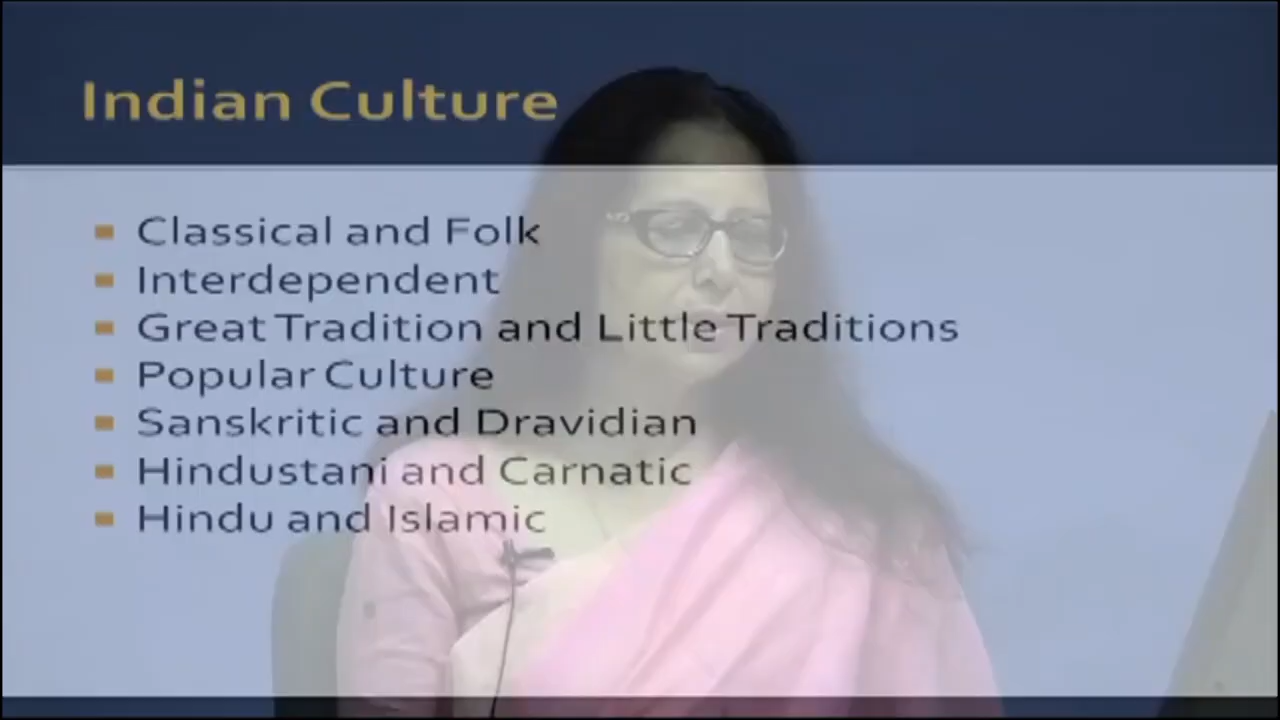 Indian Culture
Classical and Folk
Interdependent
Great Tradition and Little Traditions
Popular Culture
Sanskritic and Dravidian
Hindustani and Carnatic
Hindu and Islamic